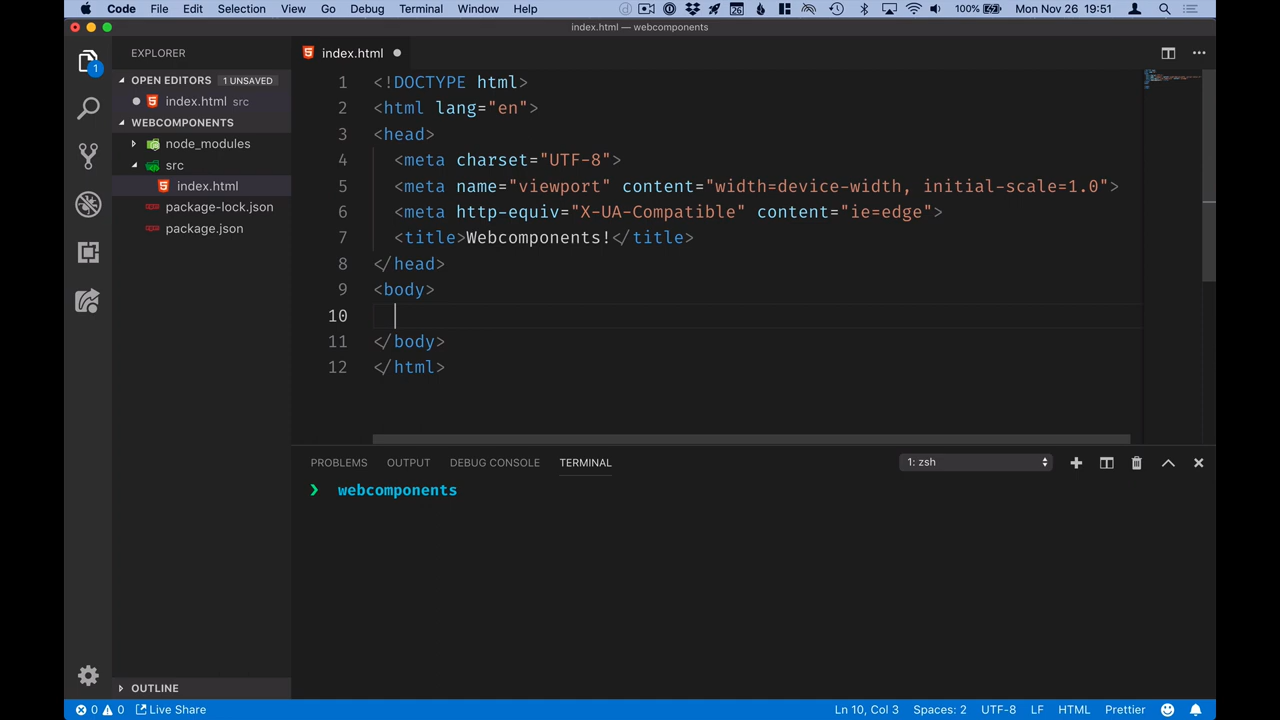 Code File Edit Selection View Go Debug Terminal Window Help 26 100% Mon Nov 26 19:51
index.html — webcomponents
1
EXPLORER
OPEN EDITORS 1 UNSAVED
index.html src
WEBCOMPONENTS
node_modules
src
index.html
package-lock.json
package.json
OUTLINE
index.html
1 <!DOCTYPE html>
2 <html lang="en">
3 <head>
4 <meta charset="UTF-8">
5 <meta name="viewport" content="width=device-width, initial-scale=1.0">
6 <meta http-equiv="X-UA-Compatible" content="ie=edge">
7 <title>Webcomponents!</title>
8 </head>
9 <body>
10
11 </body>
12 </html>
PROBLEMS OUTPUT DEBUG CONSOLE TERMINAL 1: zsh
❯ webcomponents
0 0 Live Share Ln 10, Col 3 Spaces: 2 UTF-8 LF HTML Prettier